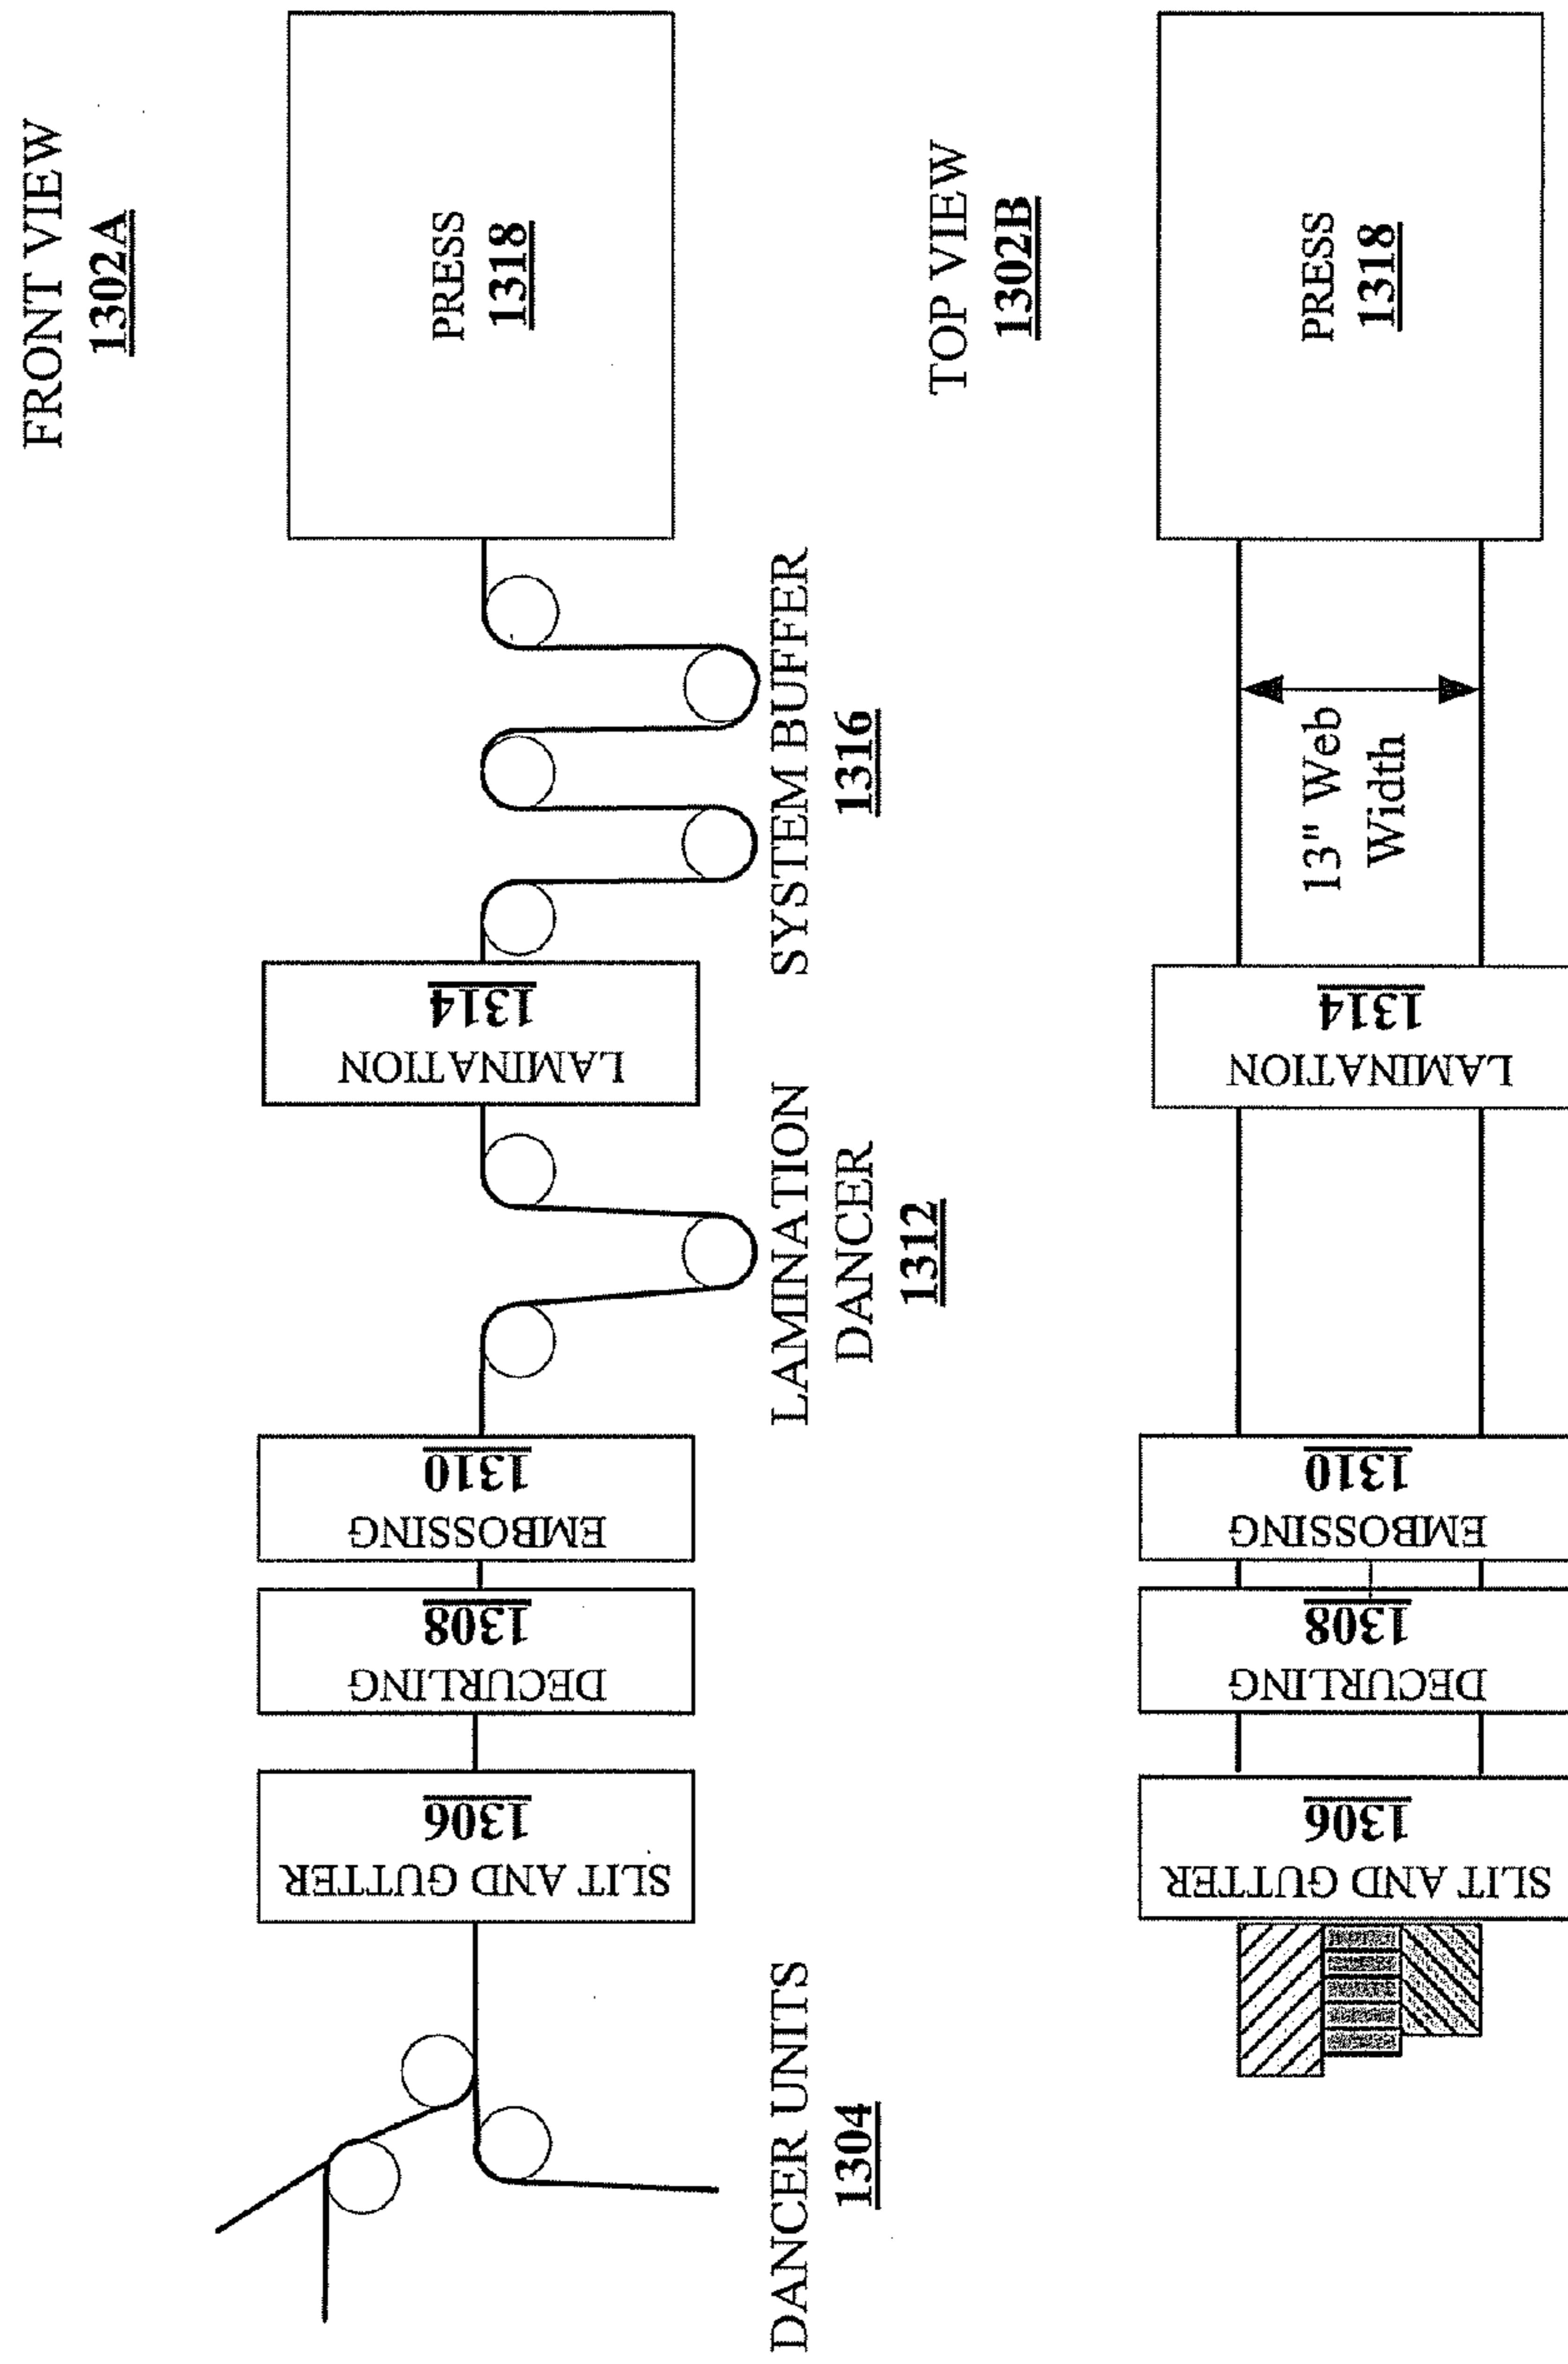 FRONT VIEW
1302A
DANCER UNITS
1304
SLIT AND GUTTER
1306
DECURLING
1308
EMBOSSING
1310
LAMINATION
DANCER
1312
LAMINATION
1314
SYSTEM BUFFER
1316
PRESS
1318
TOP VIEW
1302B
SLIT AND GUTTER
1306
DECURLING
1308
EMBOSSING
1310
LAMINATION
1314
13" Web
Width
PRESS
1318